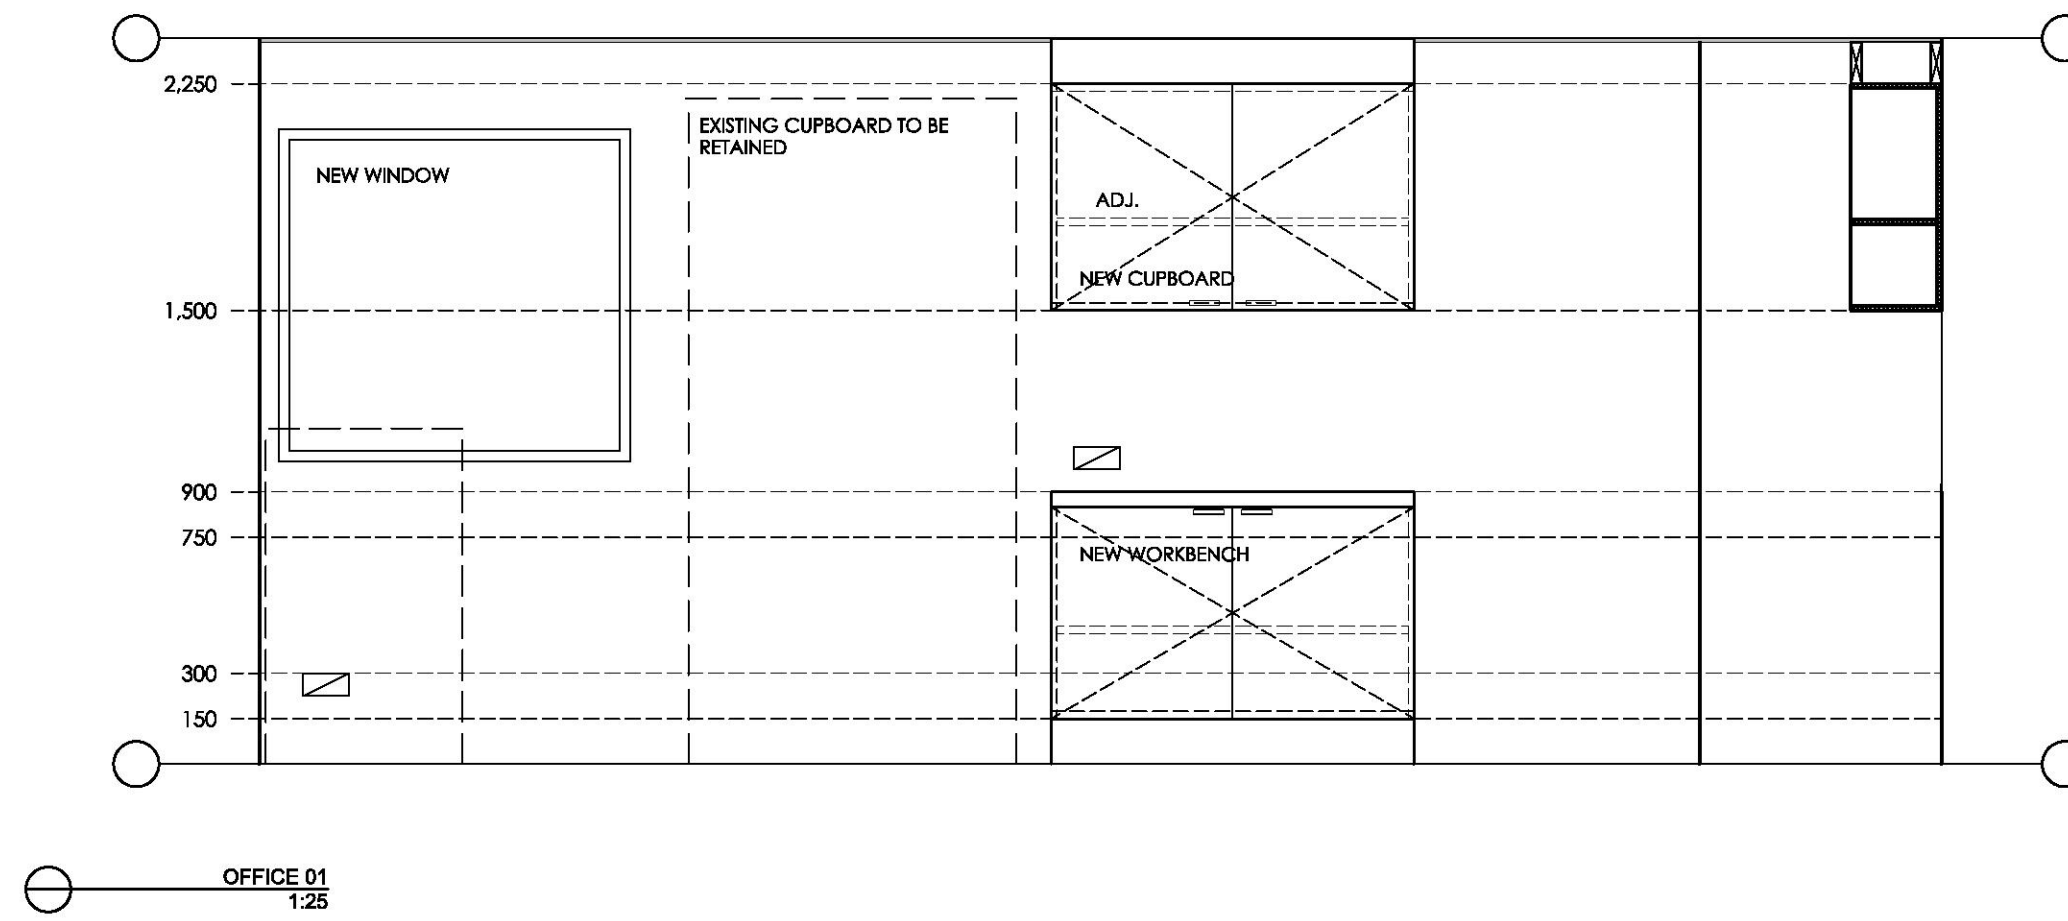 2,250
EXISTING CUPBOARD TO BE
RETAINED
NEW WINDOW
ADJ.
NEW CUPBOARD
1,500
900
750
NEW WORKBENCH
300
150
OFFICE 01
1:25